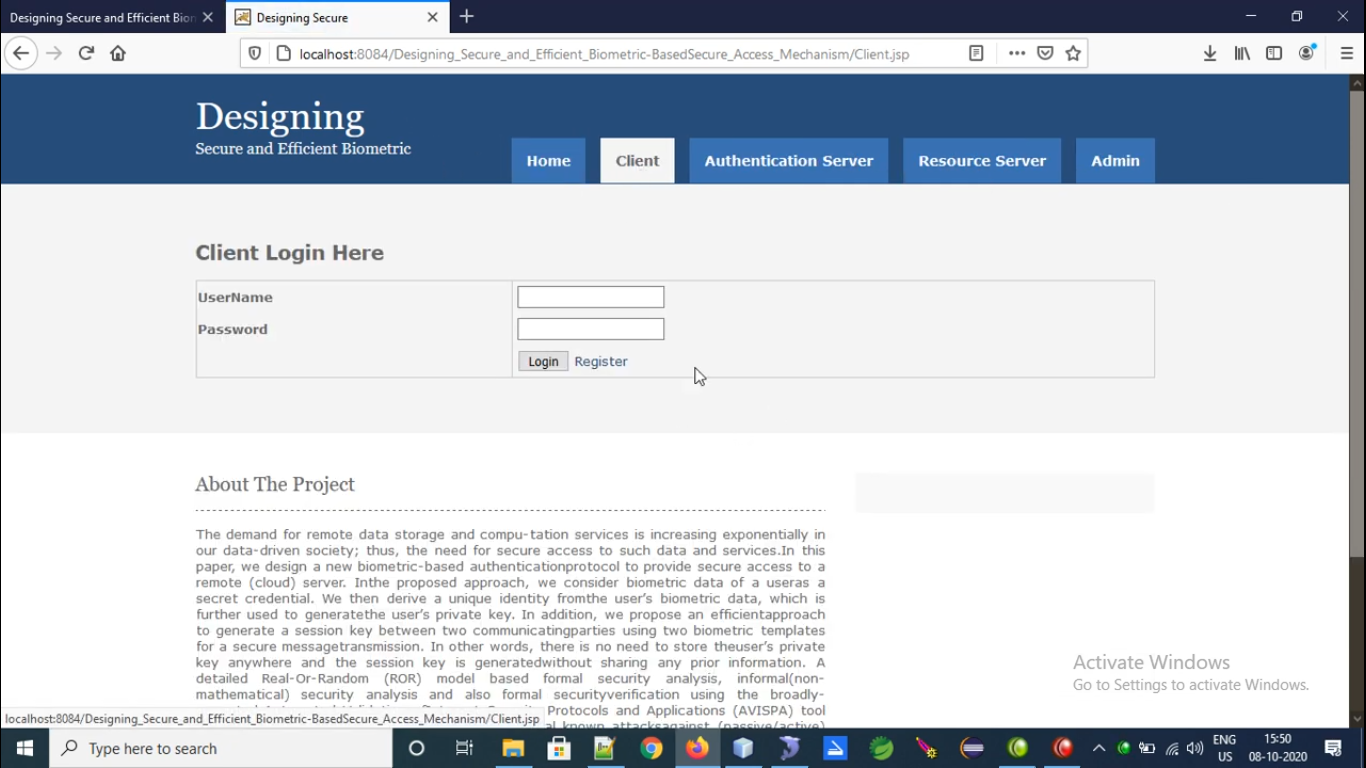 Designing Secure and Efficient Bion
Designing Secure
localhost:8084/Designing_Secure_and_Efficient_Biometric-BasedSecure_Access_Mechanism/Client.jsp
Designing
Secure and Efficient Biometric
Home
Client
Authentication Server
Resource Server
Admin
Client Login Here
UserName
Password
Login Register
About The Project
The demand for remote data storage and compu-tation services is increasing exponentially in
our data-driven society; thus, the need for secure access to such data and services.In this
paper, we design a new biometric-based authenticationprotocol to provide secure access to a
remote (cloud) server. Inthe proposed approach, we consider biometric data of a useras a
secret credential. We then derive a unique identity fromthe user's biometric data, which is
further used to generatethe user's private key. In addition, we propose an efficientapproach
to generate a session key between two communicatingparties using two biometric templates
for a secure messagetransmission. In other words, there is no need to store theuser's private
key anywhere and the session key is generatedwithout sharing any prior information. A
detailed Real-Or-Random (ROR) model based formal security analysis, informal(non-
mathematical) security analysis and also formal securityverification using the broadly-
Protocols and Applications (AVISPA) tool
known attacksagainst (passive/active)
Activate Windows
Go to Settings to activate Windows.
localhost:8084/Designing_Secure_and_Efficient_Biometric-BasedSecure_Access_Mechanism/Client.jsp
Type here to search
ENG
US
15:50
08-10-2020